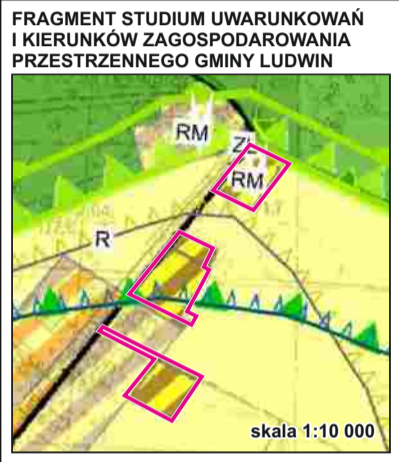 FRAGMENT STUDIUM UWARUNKOWAŃ
I KIERUNKÓW ZAGOSPODAROWANIA
PRZESTRZENNEGO GMINY LUDWIN
RM
RM
R
skala 1:10 000